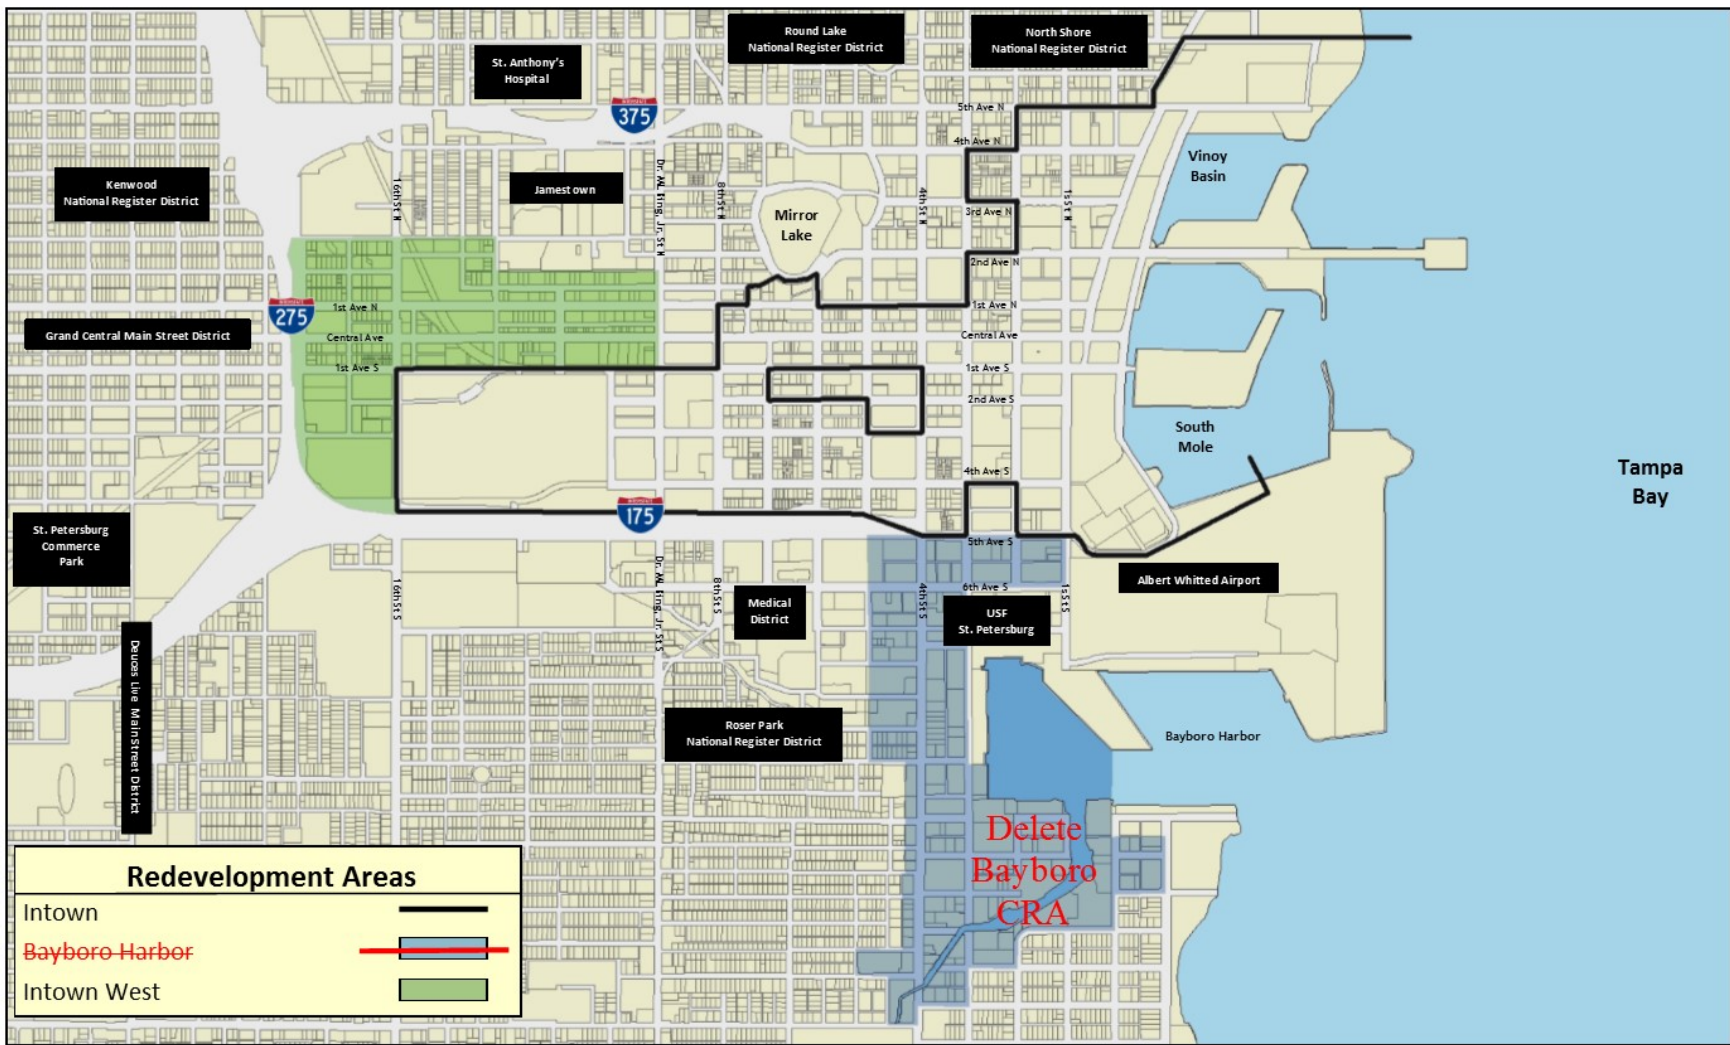 Round Lake
National Register District
North Shore
National Register District
St. Anthony's
Hospital
INTERSTATE
375
5th Ave N
4th Ave N
Vinoy
Basin
Kenwood
National Register District
Jamestown
16th St N
Dr. ML King, Jr. St N
8th St N
4th St N
1st St N
Mirror
Lake
3rd Ave N
2nd Ave N
INTERSTATE
275
1st Ave N
1st Ave N
Grand Central Main Street District
Central Ave
Central Ave
1st Ave S
1st Ave S
2nd Ave S
South
Mole
4th Ave S
Tampa
Bay
INTERSTATE
175
St. Petersburg
Commerce
Park
5th Ave S
Albert Whitted Airport
16th St S
Dr. ML King, Jr. St S
8th St S
Medical
District
4th St S
6th Ave S
1st St S
USF
St. Petersburg
Deuces Live MainStreet District
Roser Park
National Register District
Bayboro Harbor
Delete
Bayboro
CRA
Redevelopment Areas
Intown
Bayboro Harbor
Intown West